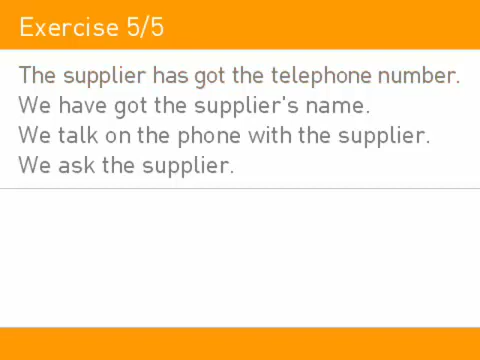 Exercise 5/5
The supplier has got the telephone number.
We have got the supplier's name.
We talk on the phone with the supplier.
We ask the supplier.